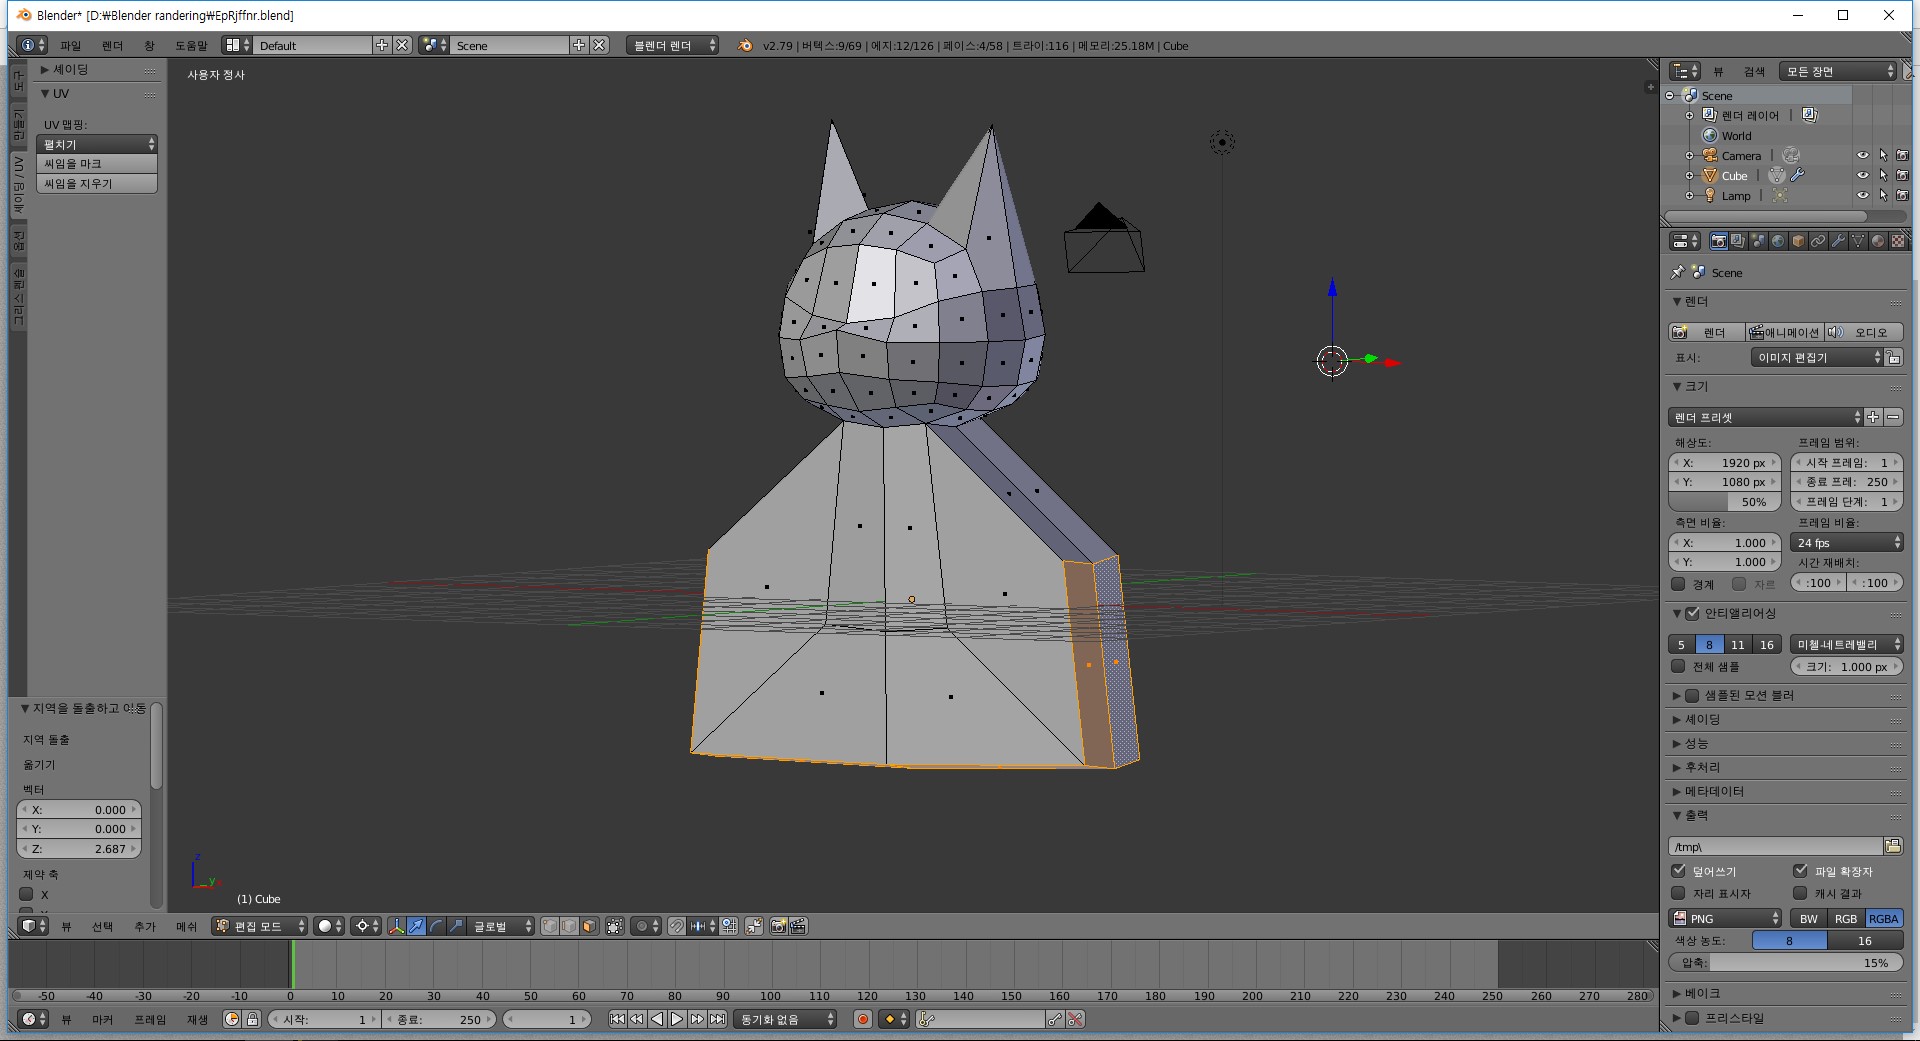 Blender* [D:₩Blender randering₩EpRjffnr.blend]
파일 렌더 창 도움말 Default Scene 블렌더 렌더 v2.79 | 버텍스:9/69 | 에지:12/126 | 페이스:4/58 | 트라이:116 | 메모리:25.18M | Cube
셰이딩
UV
UV 맵핑:
펼치기
씨임을 마크
씨임을 지우기
도구
만들기
셰이딩 / UV
옵션
그리스 펜슬
지역을 돌출하고 이동
지역 돌출
옮기기
벡터
X: 0.000
Y: 0.000
Z: 2.687
제약 축
X
사용자 정사
z
y
(1) Cube
뷰 선택 추가 메쉬 편집 모드 글로벌
-50 -40 -30 -20 -10 0 10 20 30 40 50 60 70 80 90 100 110 120 130 140 150 160 170 180 190 200 210 220 230 240 250 260 270 280
뷰 마커 프레임 재생 시작: 1 종료: 250 1 동기화 없음
뷰 검색 모든 장면
Scene
렌더 레이어
World
Camera
Cube
Lamp
Scene
렌더
렌더 애니메이션 오디오
표시: 이미지 편집기
크기
렌더 프리셋
해상도: 프레임 범위:
X: 1920 px 시작 프레임: 1
Y: 1080 px 종료 프레: 250
50% 프레임 단계: 1
측면 비율: 프레임 비율:
X: 1.000 24 fps
Y: 1.000 시간 재배치:
경계 자르 :100 :100
안티앨리어싱
5 8 11 16 미첼-네트레밸리
전체 샘플 크기: 1.000 px
샘플된 모션 블러
셰이딩
성능
후처리
메타데이터
출력
/tmp\
덮어쓰기 파일 확장자
자리 표시자 캐시 결과
PNG BW RGB RGBA
색상 농도: 8 16
압축: 15%
베이크
프리스타일